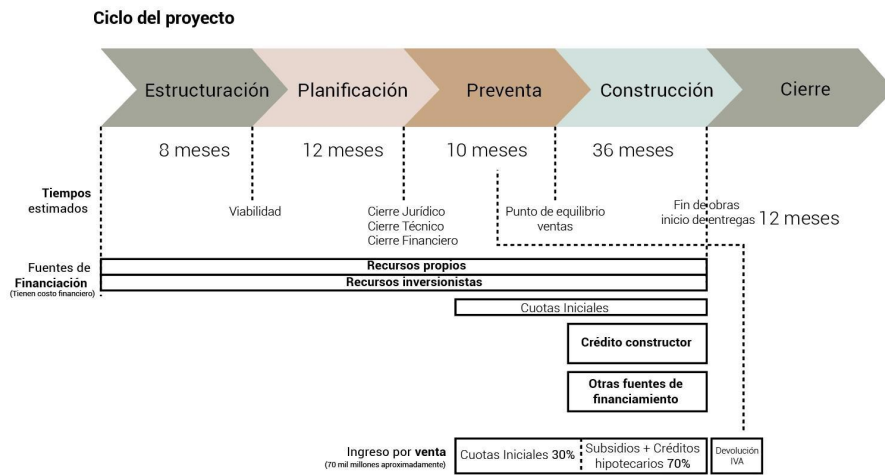 Ciclo del proyecto
Estructuración
Planificación
Preventa
Construcción
Cierre
8 meses
12 meses
10 meses
36 meses
Tiempos
estimados
Viabilidad
Cierre Jurídico
Cierre Técnico
Cierre Financiero
Punto de equilibrio
ventas
Fin de obras
inicio de entregas
12 meses
Fuentes de
Financiación
(Tienen costo financiero)
Recursos propios
Recursos inversionistas
Cuotas Iniciales
Crédito constructor
Otras fuentes de
financiamiento
Ingreso por venta
(70 mil millones aproximadamente)
Cuotas Iniciales 30%
Subsidios + Créditos
hipotecarios 70%
Devolución
IVA